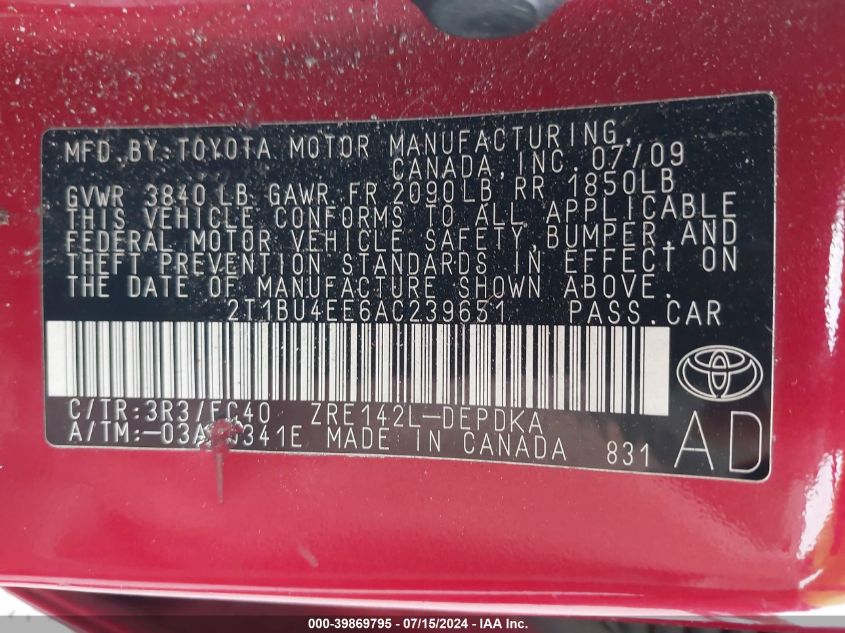 MFD.BY:TOYOTA MOTOR MANUFACTURING,
CANADA,INC.07/09
GVWR 3840 LB GAWR FR 2090LB RR 1850LB
THIS VEHICLE CONFORMS TO ALL APPLICABLE
FEDERAL MOTOR VEHICLE SAFETY,BUMPER,AND
THEFT PREVENTION STANDARDS IN EFFECT ON
THE DATE OF MANUFACTURE SHOWN ABOVE.
2T1BU4EE6AC239651 PASS.CAR
C/TR:3R3/FC40 ZRE142L-DEPDKA
A/TM: MADE IN CANADA 831 AD
000-39869795 - 07/15/2024 - IAA Inc.